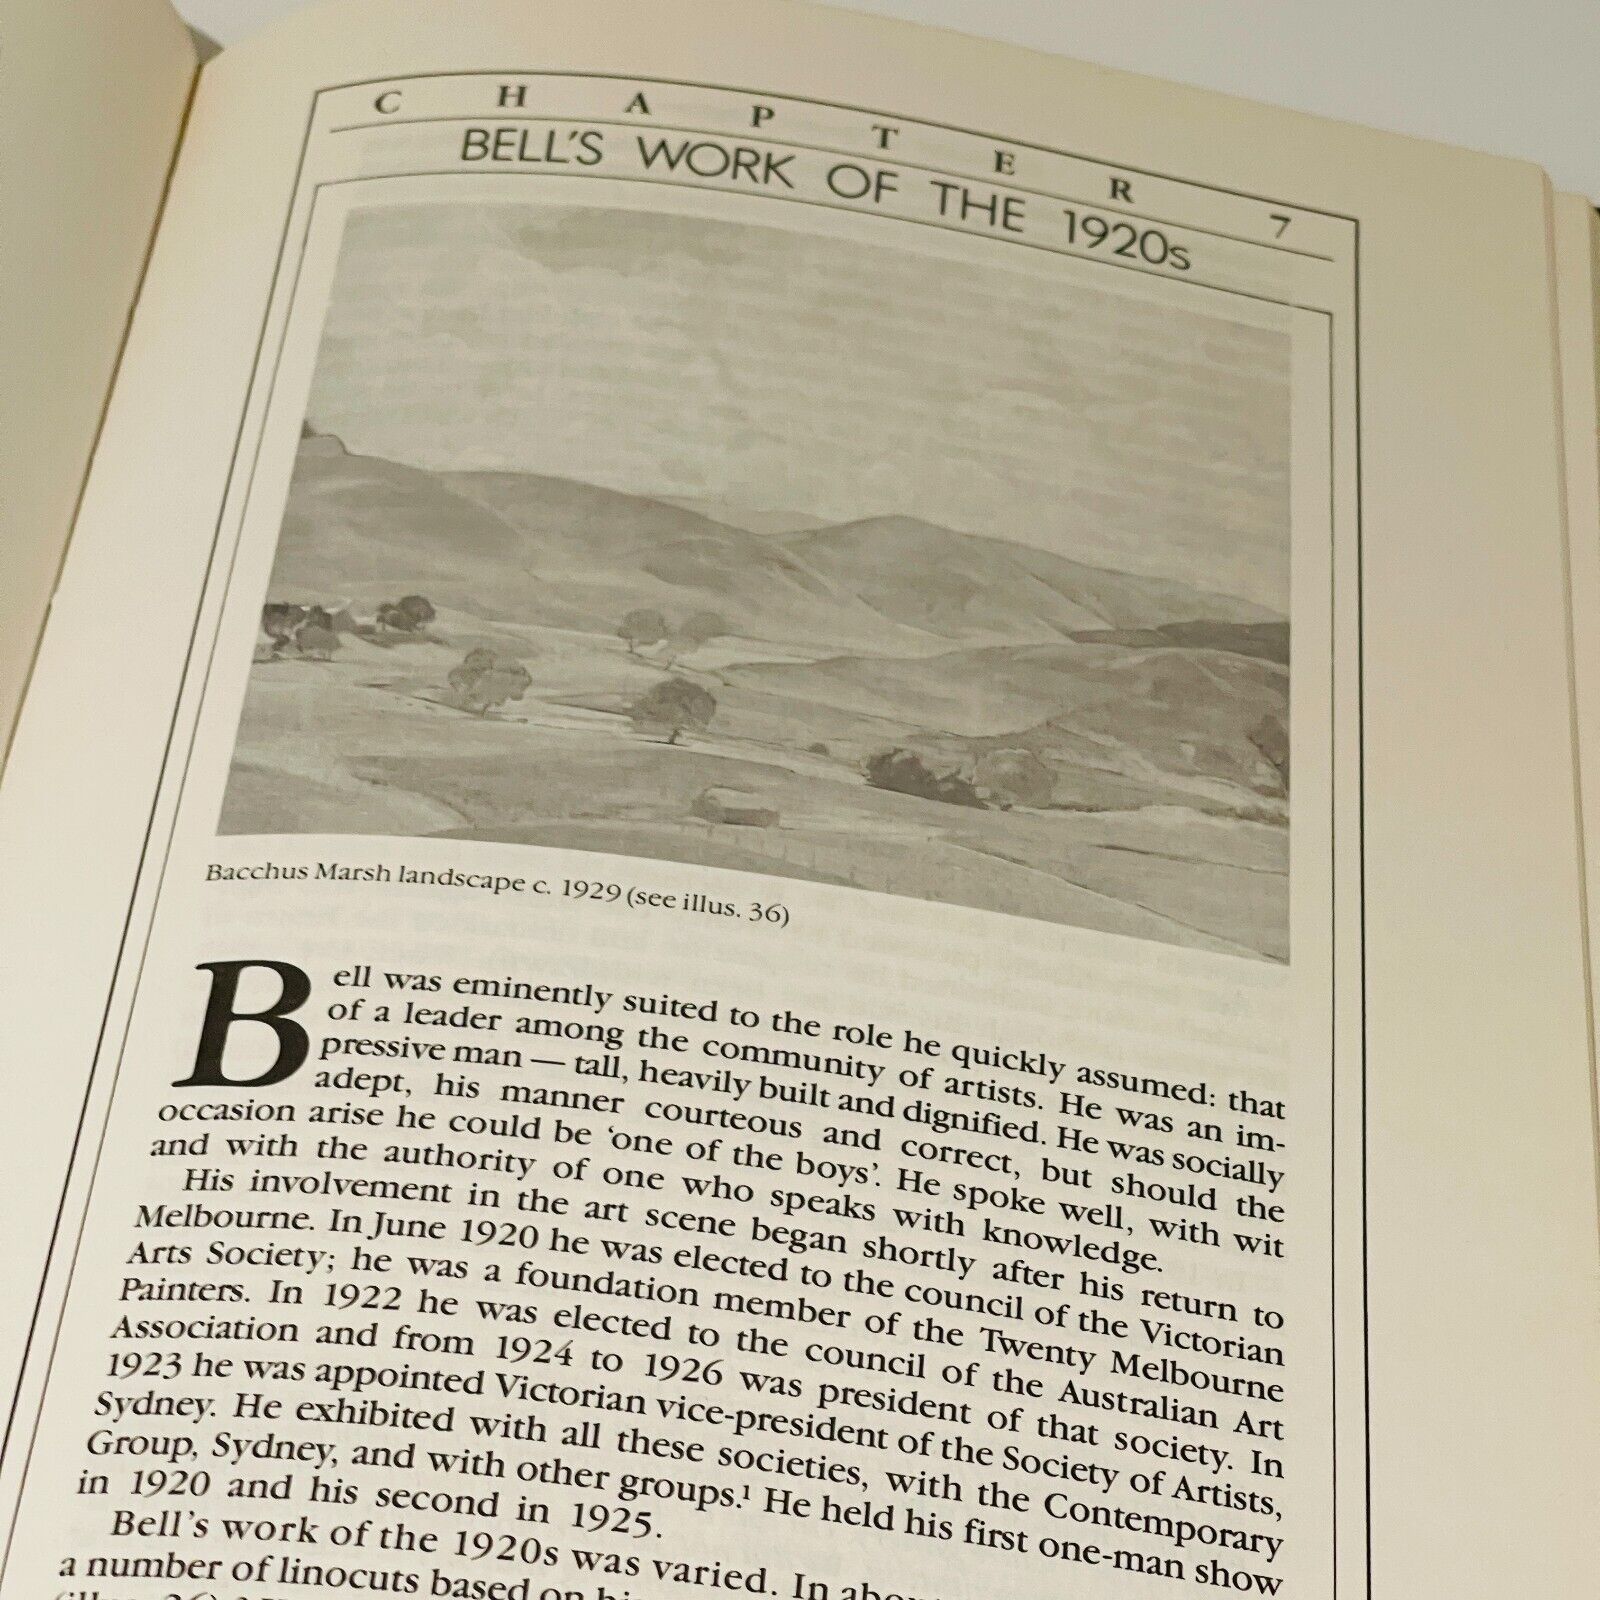 CHAPTER 7
BELL'S WORK OF THE 1920s
Bacchus Marsh landscape c. 1929 (see illus. 36)
Bell was eminently suited to the role he quickly assumed: that
of a leader among the community of artists. He was an im-
pressive man — tall, heavily built and dignified. He was socially
adept, his manner courteous and correct, but should the
occasion arise he could be 'one of the boys'. He spoke well, with wit
and with the authority of one who speaks with knowledge.
His involvement in the art scene began shortly after his return to
Melbourne. In June 1920 he was elected to the council of the Victorian
Arts Society; he was a foundation member of the Twenty Melbourne
Painters. In 1922 he was elected to the council of the Australian Art
Association and from 1924 to 1926 was president of that society. In
1923 he was appointed Victorian vice-president of the Society of Artists,
Sydney. He exhibited with all these societies, with the Contemporary
Group, Sydney, and with other groups.¹ He held his first one-man show
in 1920 and his second in 1925.
Bell's work of the 1920s was varied. In
a number of linocuts based on